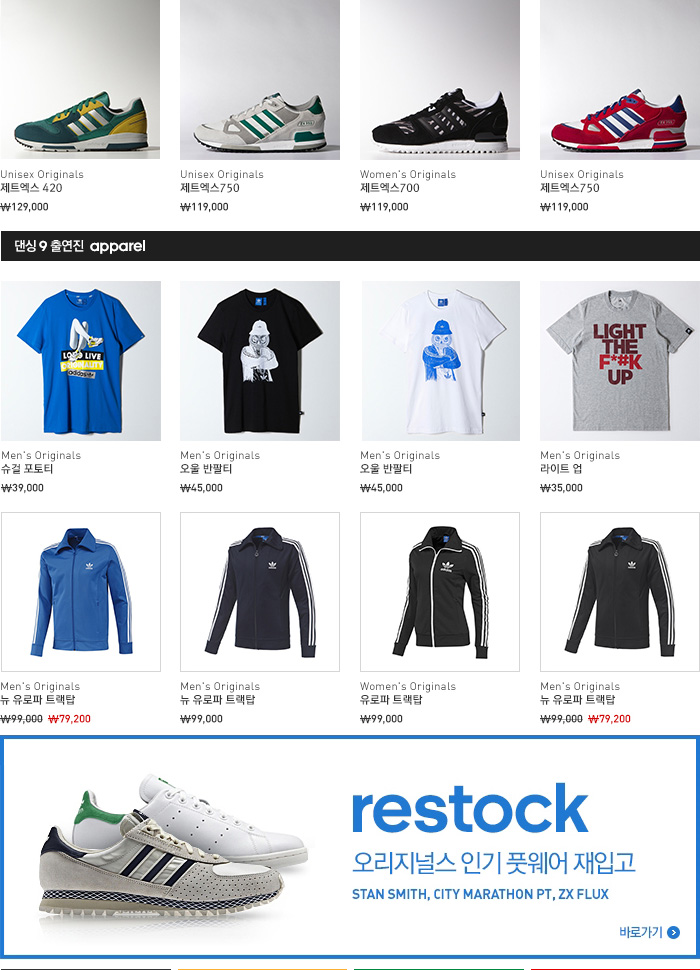 Unisex Originals
제트엑스 420
₩129,000
Unisex Originals
제트엑스750
₩119,000
Women's Originals
제트엑스700
₩119,000
Unisex Originals
제트엑스750
₩119,000
댄싱 9 출연진 apparel
LONG LIVE
adidas
LIGHT
THE
F*#K
UP
Men's Originals
슈걸 포토티
₩39,000
Men's Originals
오울 반팔티
₩45,000
Men's Originals
오울 반팔티
₩45,000
Men's Originals
라이트 업
₩35,000
adidas
Men's Originals
뉴 유로파 트랙탑
₩99,000 ₩79,200
Men's Originals
뉴 유로파 트랙탑
₩99,000
Women's Originals
유로파 트랙탑
₩99,000
Men's Originals
뉴 유로파 트랙탑
₩99,000 ₩79,200
restock
오리지널스 인기 풋웨어 재입고
STAN SMITH, CITY MARATHON PT, ZX FLUX
바로가기